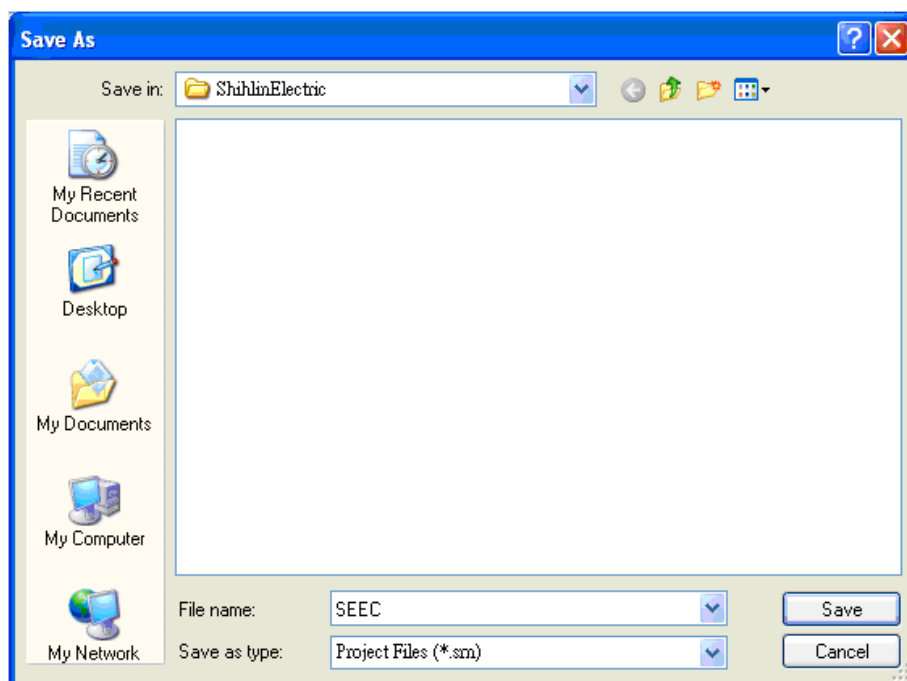 Save As
Save in: ShihlinElectric
My Recent
Documents
Desktop
My Documents
My Computer
My Network
File name: SEEC
Save as type: Project Files (*.sm)
Save
Cancel